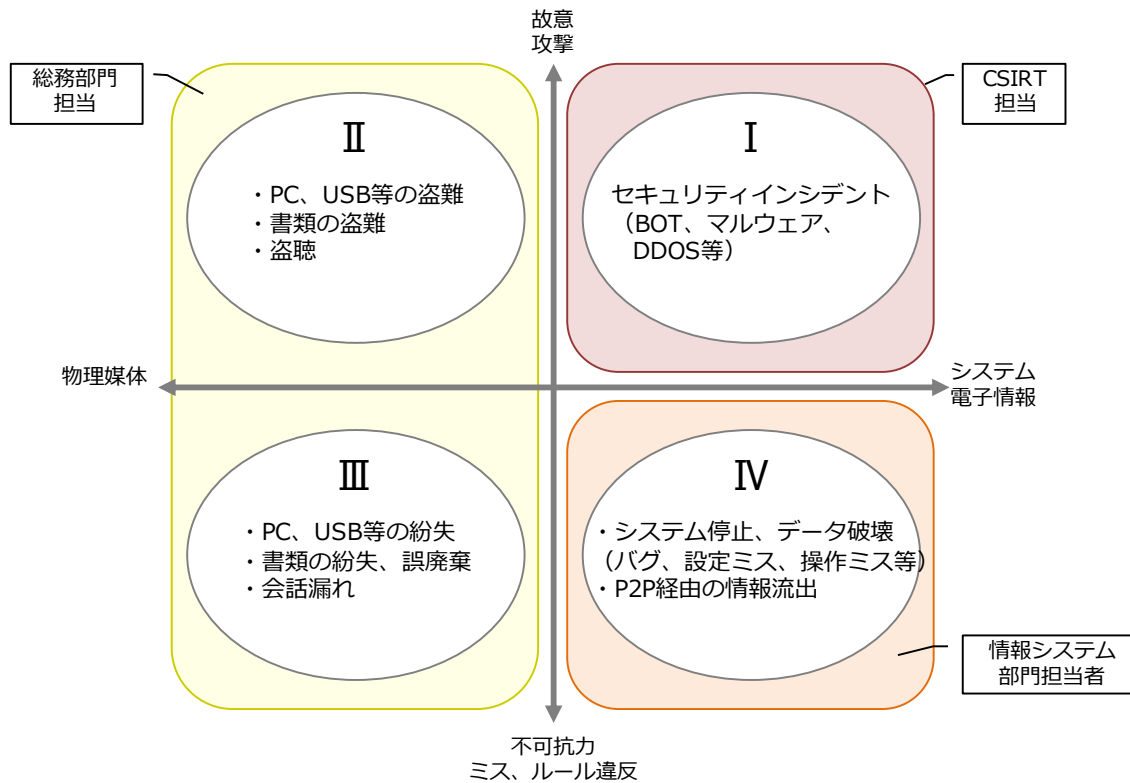 故意
攻撃
総務部門
担当
CSIRT
担当
Ⅱ
・PC、USB等の盗難
・書類の盗難
・盗聴
Ⅰ
セキュリティインシデント
（BOT、マルウェア、
DDOS等）
物理媒体
システム
電子情報
Ⅲ
・PC、USB等の紛失
・書類の紛失、誤廃棄
・会話漏れ
Ⅳ
・システム停止、データ破壊
（バグ、設定ミス、操作ミス等）
・P2P経由の情報流出
情報システム
部門担当者
不可抗力
ミス、ルール違反